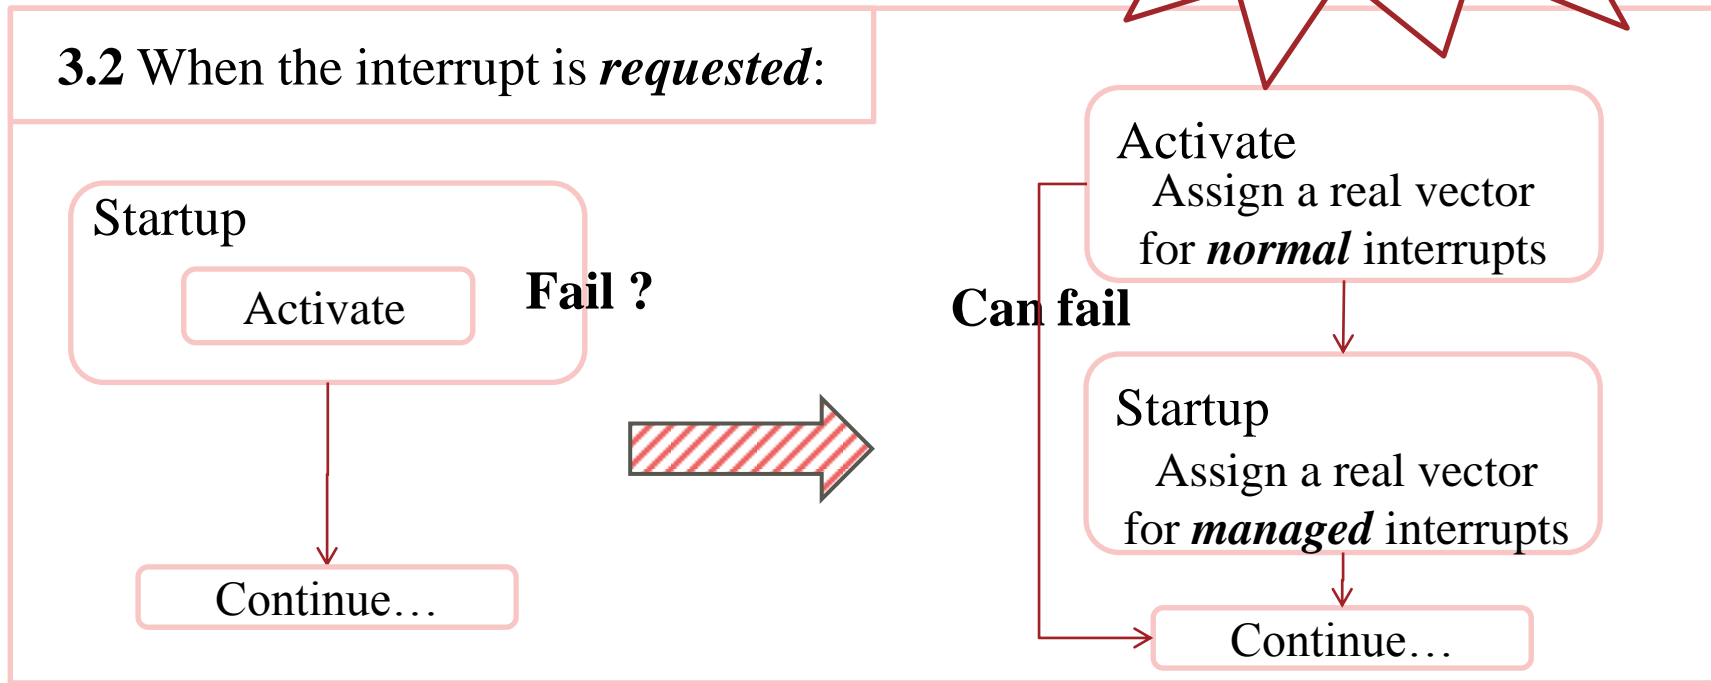 3.2 When the interrupt is requested:
Startup
Activate
Fail ?
Continue…
Activate
Assign a real vector
for normal interrupts
Can fail
Startup
Assign a real vector
for managed interrupts
Continue…